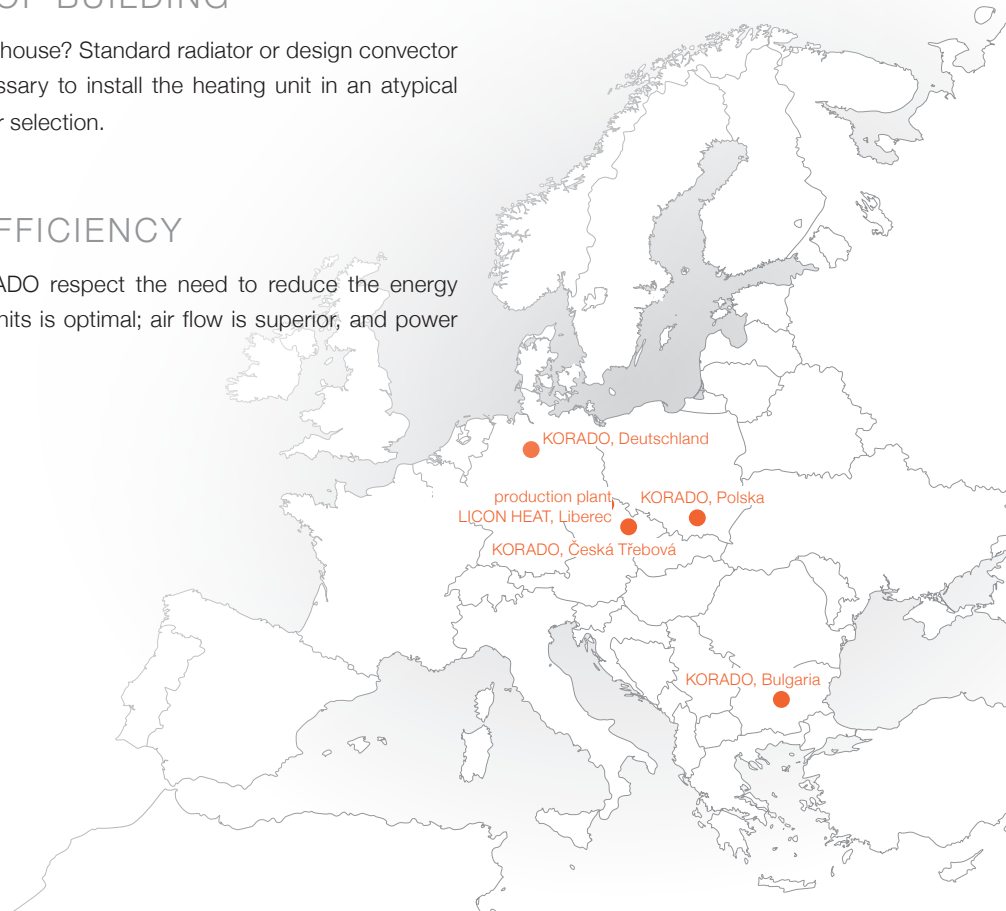 OF BUILDING
house? Standard radiator or design convector
ssary to install the heating unit in an atypical
r selection.
FFICIENCY
ADO respect the need to reduce the energy
nits is optimal; air flow is superior, and power
KORADO, Deutschland
production plant
LICON HEAT, Liberec
KORADO, Polska
KORADO, Česká Třebová
KORADO, Bulgaria